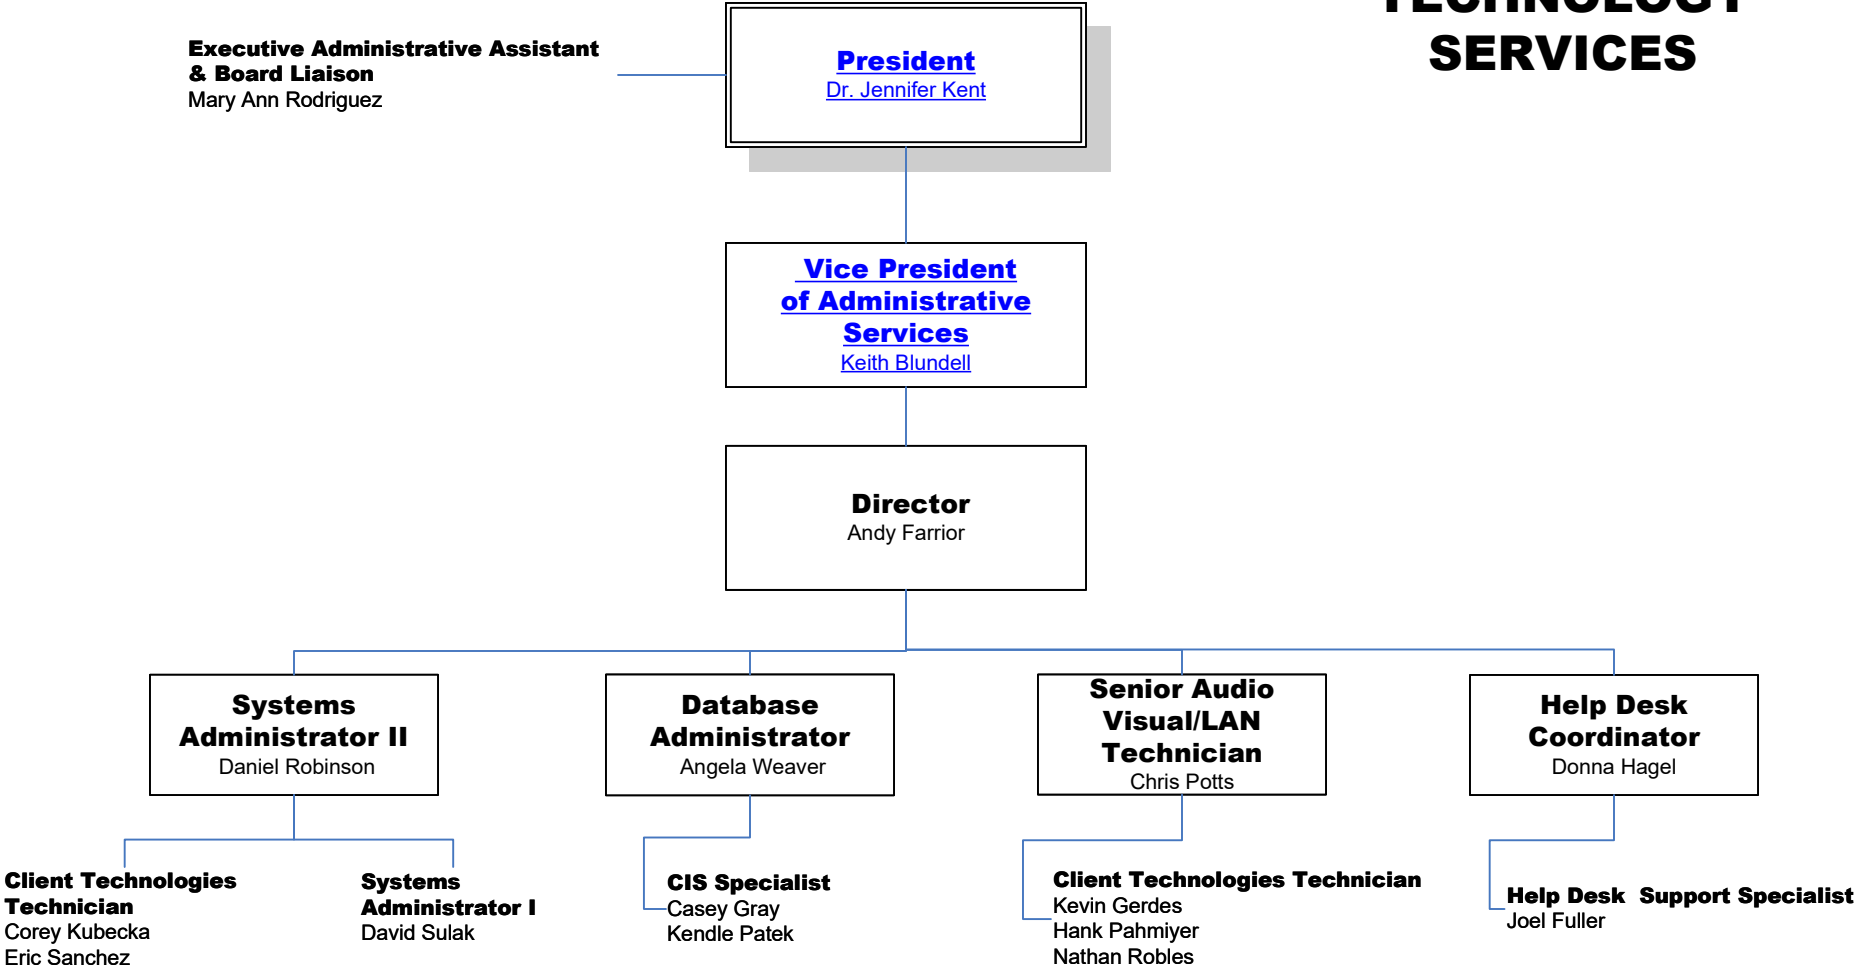 TECHNOLOGY
SERVICES
Executive Administrative Assistant
& Board Liaison
Mary Ann Rodriguez
President
Dr. Jennifer Kent
Vice President
of Administrative
Services
Keith Blundell
Director
Andy Farrior
Systems
Administrator II
Daniel Robinson
Database
Administrator
Angela Weaver
Senior Audio
Visual/LAN
Technician
Chris Potts
Help Desk
Coordinator
Donna Hagel
Client Technologies
Technician
Corey Kubecka
Eric Sanchez
Systems
Administrator I
David Sulak
CIS Specialist
Casey Gray
Kendle Patek
Client Technologies Technician
Kevin Gerdes
Hank Pahmiyer
Nathan Robles
Help Desk  Support Specialist
Joel Fuller